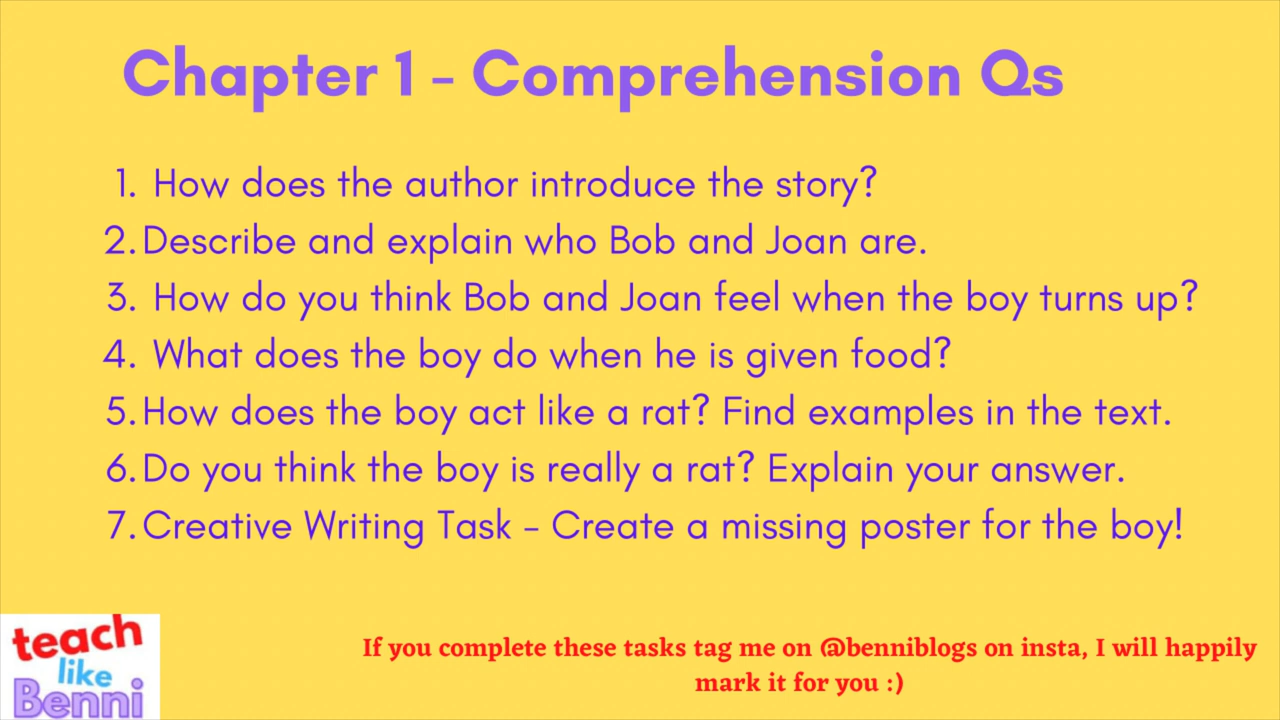 Chapter 1 - Comprehension Qs
1. How does the author introduce the story?
2. Describe and explain who Bob and Joan are.
3. How do you think Bob and Joan feel when the boy turns up?
4. What does the boy do when he is given food?
5. How does the boy act like a rat? Find examples in the text.
6. Do you think the boy is really a rat? Explain your answer.
7. Creative Writing Task - Create a missing poster for the boy!
If you complete these tasks tag me on @benniblogs on insta, I will happily
mark it for you :)
teach
like
Benni